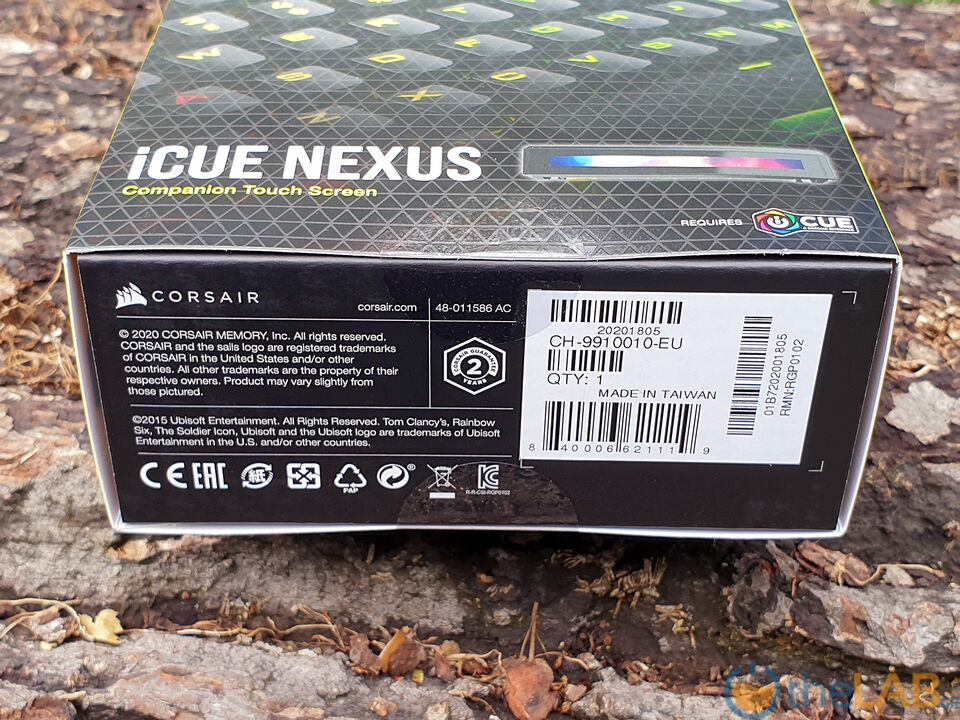 W E R T Y U
S D F G H J
A S D F G H J
Z X C V B N M
iCUE NEXUS
Companion Touch Screen
REQUIRES
CUE
CORSAIR
corsair.com
48-011586 AC
© 2020 CORSAIR MEMORY, Inc. All rights reserved.
CORSAIR and the sails logo are registered trademarks
of CORSAIR in the United States and/or other
countries. All other trademarks are the property of their
respective owners. Product may vary slightly from
those pictured.
CORSAIR GUARANTEE
2
YEARS
©2015 Ubisoft Entertainment. All Rights Reserved. Tom Clancy's, Rainbow
Six, The Soldier Icon, Ubisoft and the Ubisoft logo are trademarks of Ubisoft
Entertainment in the U.S. and/or other countries.
CE EAC 紙
PAP
R-R-CSI-RGP0102
20201805
CH-9910010-EU
QTY: 1
MADE IN TAIWAN
8 40006 62111 9
01B7202001805
RMN:RGP0102
theLAB.